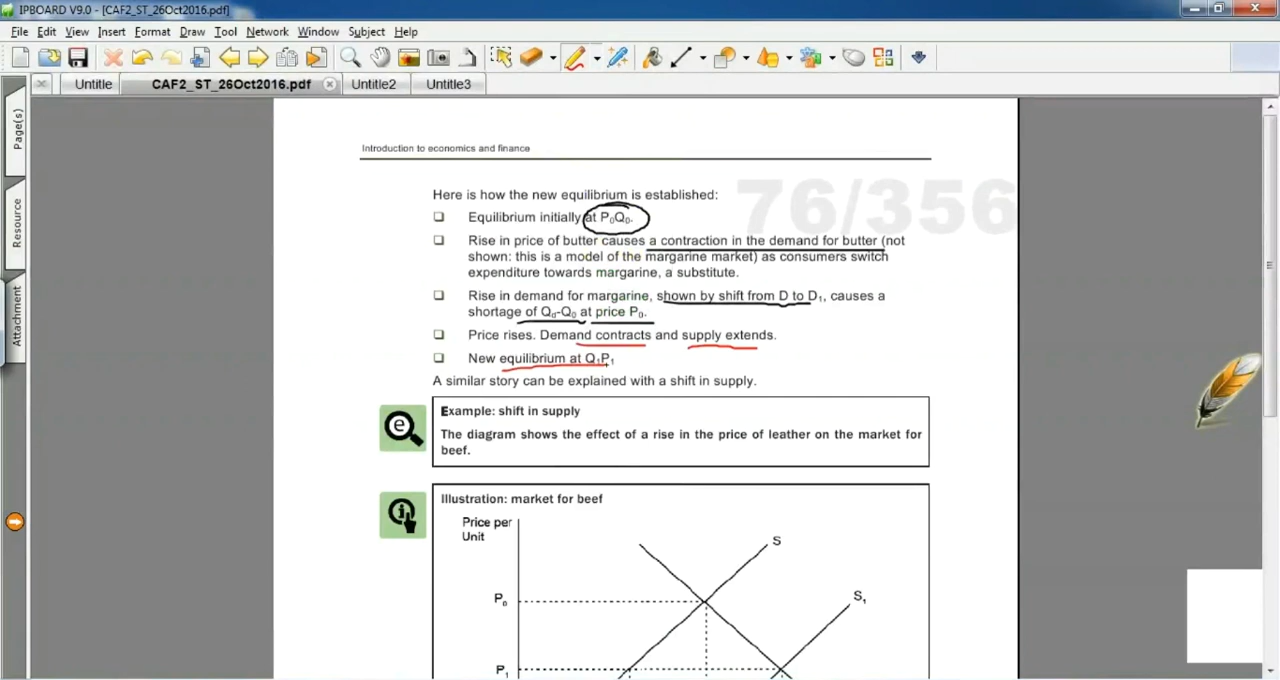 IPBOARD V9.0 - [CAF2_ST_26Oct2016.pdf]
File Edit View Insert Format Draw Tool Network Window Subject Help
Untitle CAF2_ST_26Oct2016.pdf Untitle2 Untitle3
Page(s)
Resource
Attachment
76/356
Introduction to economics and finance
Here is how the new equilibrium is established:
Equilibrium initially at P₀Q₀.
Rise in price of butter causes a contraction in the demand for butter (not
shown: this is a model of the margarine market) as consumers switch
expenditure towards margarine, a substitute.
Rise in demand for margarine, shown by shift from D to D₁, causes a
shortage of Qd-Q₀ at price P₀.
Price rises. Demand contracts and supply extends.
New equilibrium at Q₁P₁
A similar story can be explained with a shift in supply.
Example: shift in supply
The diagram shows the effect of a rise in the price of leather on the market for
beef.
Illustration: market for beef
Price per
Unit
S
P₀
S₁
P₁